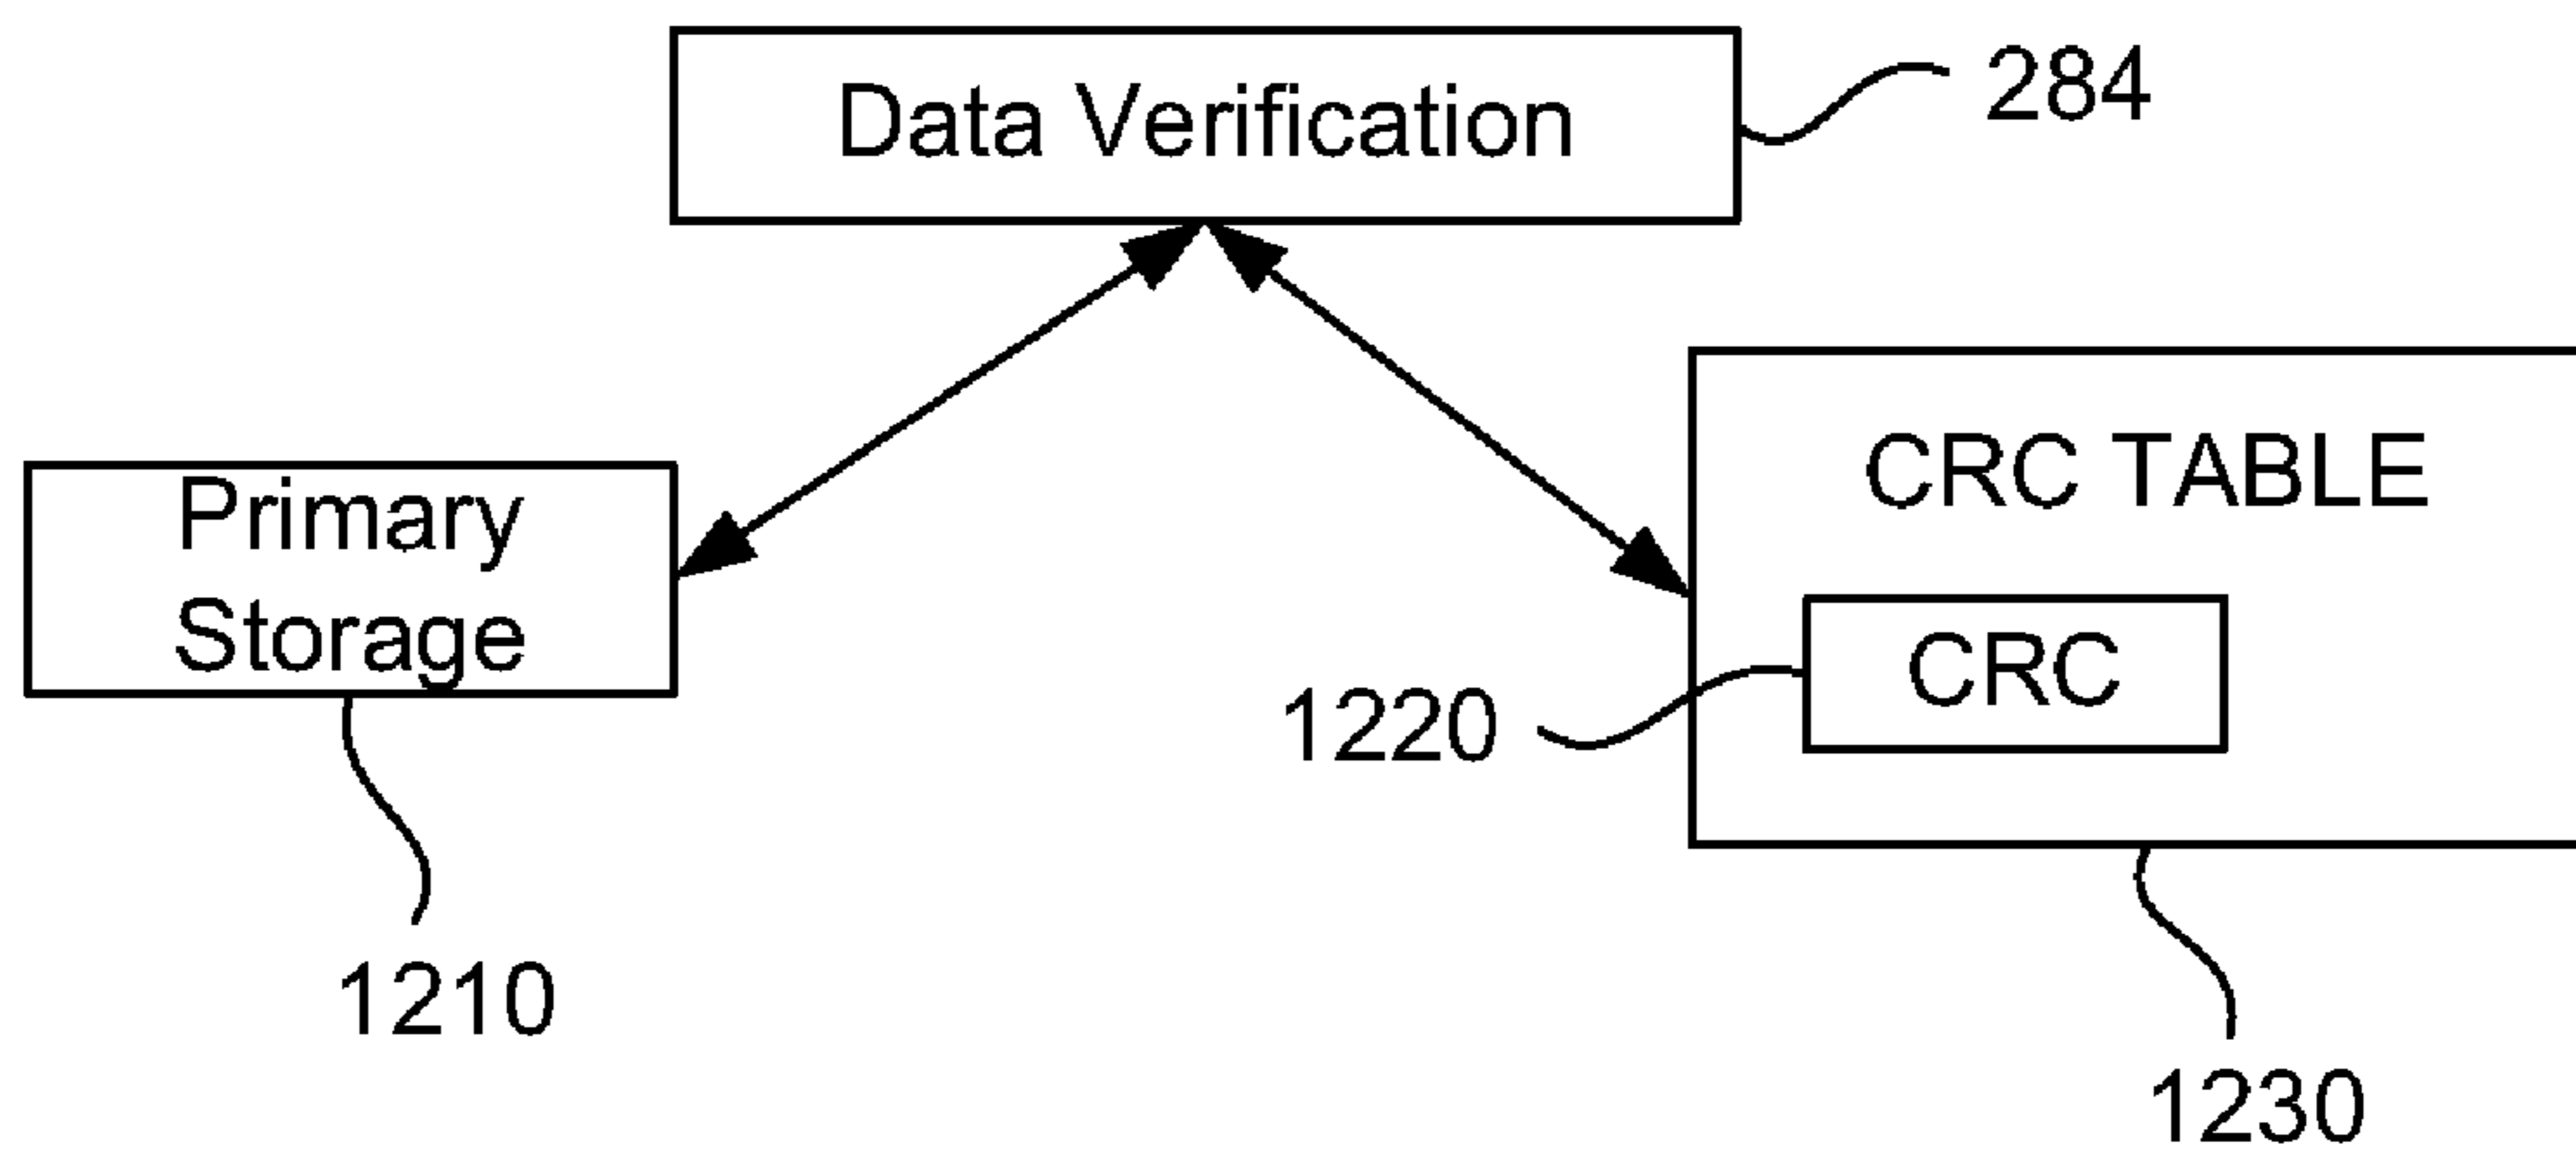 Data Verification
284
Primary
Storage
CRC TABLE
CRC
1220
1210
1230